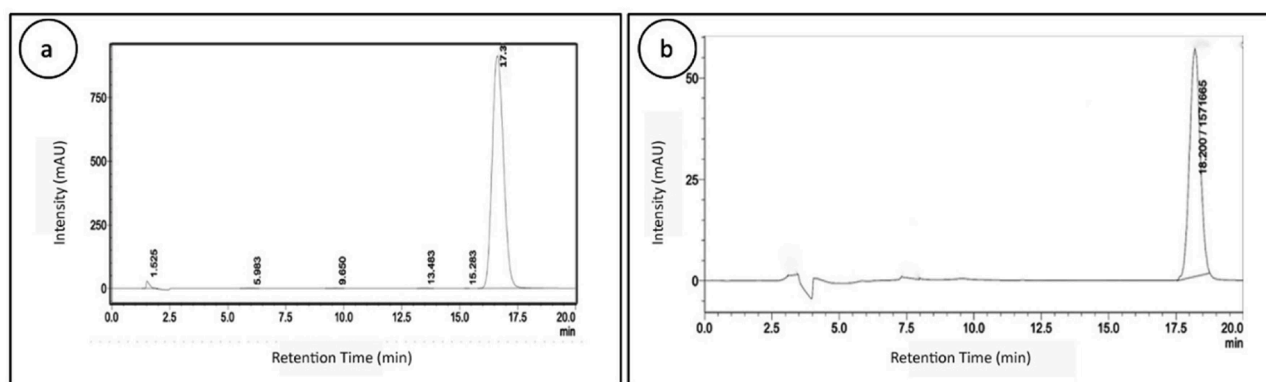 a
Intensity (mAU)
750
500
250
0
1.525
5.983
9.650
13.483
15.283
17.3
0.0 2.5 5.0 7.5 10.0 12.5 15.0 17.5 20.0
min
Retention Time (min)
b
Intensity (mAU)
50
25
0
18.200 / 1571665
0.0 2.5 5.0 7.5 10.0 12.5 15.0 17.5 20.0
min
Retention Time (min)